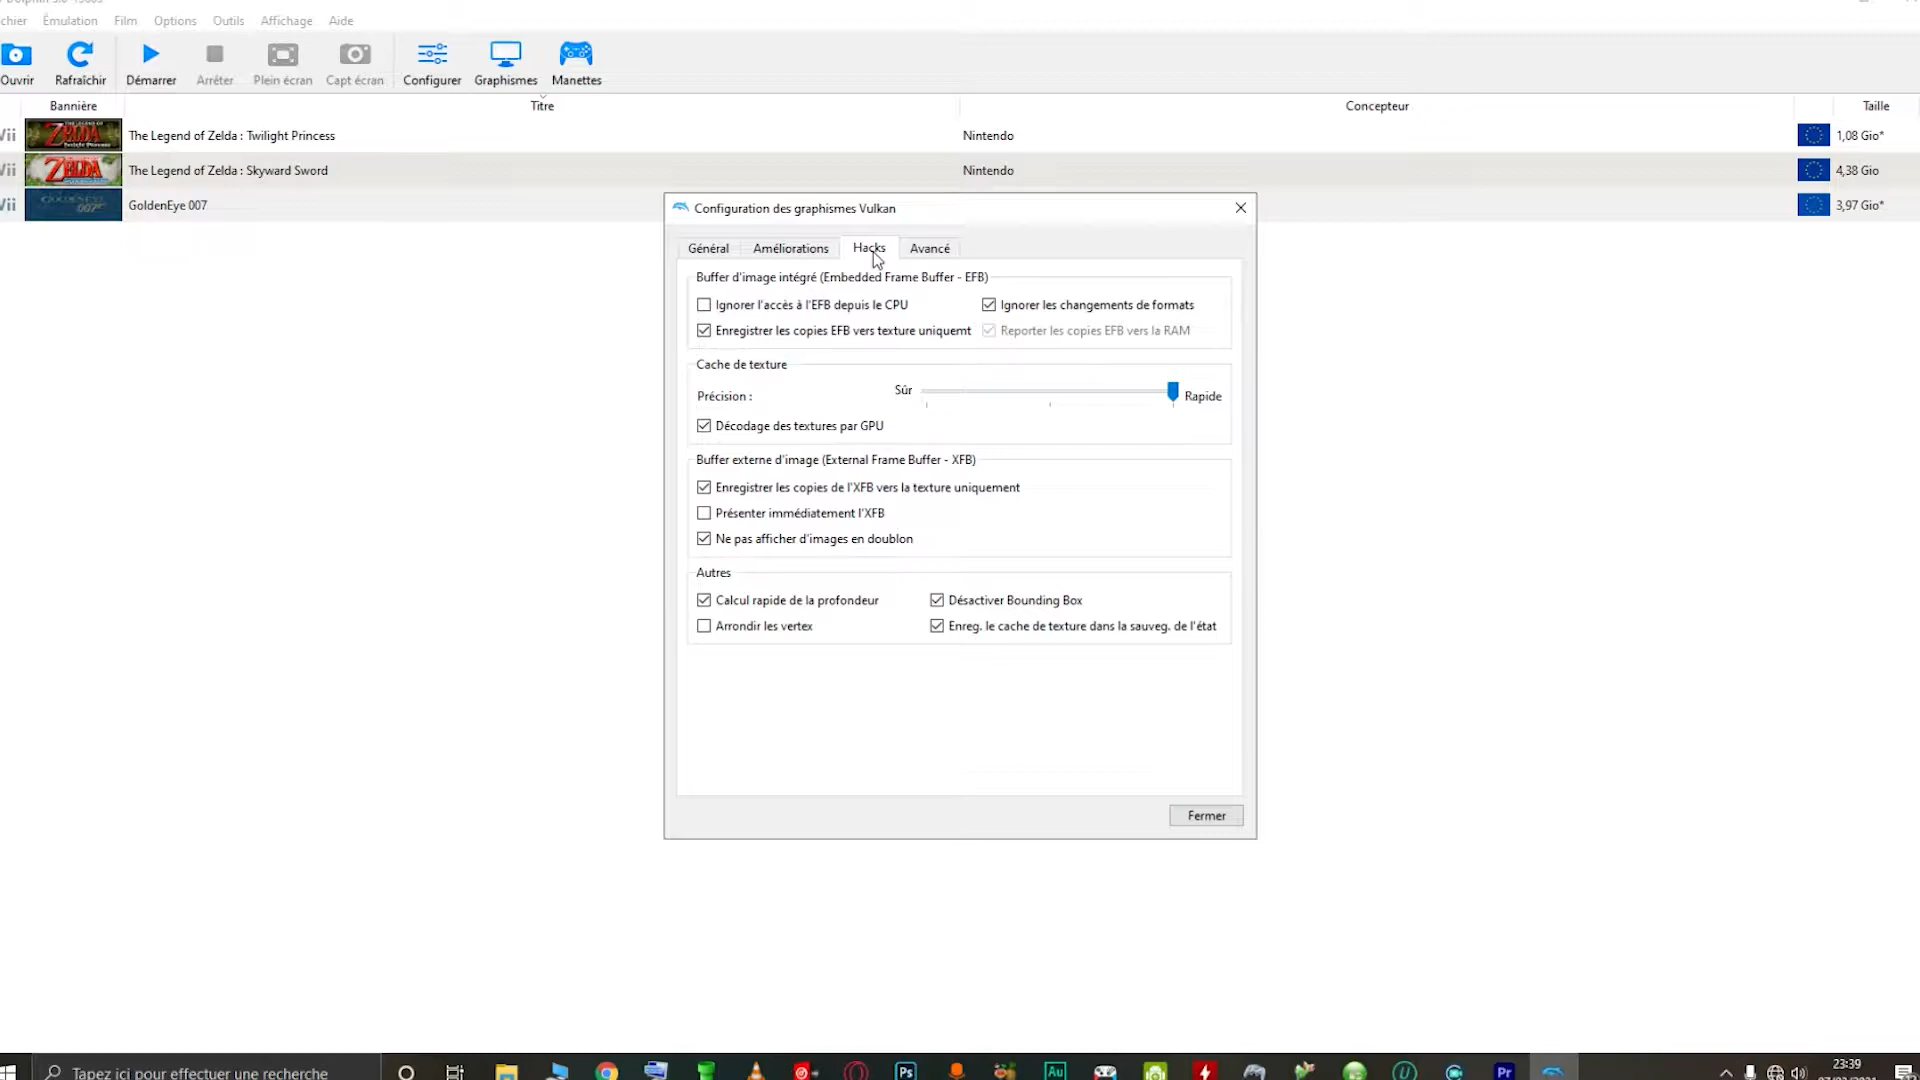 chier Émulation Film Options Outils Affichage Aide
Ouvrir Rafraîchir Démarrer Arrêter Plein écran Capt écran Configurer Graphismes Manettes
Bannière Titre Concepteur Taille
ZELDA The Legend of Zelda : Twilight Princess Nintendo 1,08 Gio*
ZELDA The Legend of Zelda : Skyward Sword Nintendo 4,38 Gio
GOLDENEYE 007 GoldenEye 007 3,97 Gio*
Configuration des graphismes Vulkan
Général Améliorations Hacks Avancé
Buffer d'image intégré (Embedded Frame Buffer - EFB)
Ignorer l'accès à l'EFB depuis le CPU Ignorer les changements de formats
Enregistrer les copies EFB vers texture uniquemt Reporter les copies EFB vers la RAM
Cache de texture
Précision : Sûr Rapide
Décodage des textures par GPU
Buffer externe d'image (External Frame Buffer - XFB)
Enregistrer les copies de l'XFB vers la texture uniquement
Présenter immédiatement l'XFB
Ne pas afficher d'images en doublon
Autres
Calcul rapide de la profondeur Désactiver Bounding Box
Arrondir les vertex Enreg. le cache de texture dans la sauveg. de l'état
Fermer
Tapez ici pour effectuer une recherche Ps Au Pr 23:39